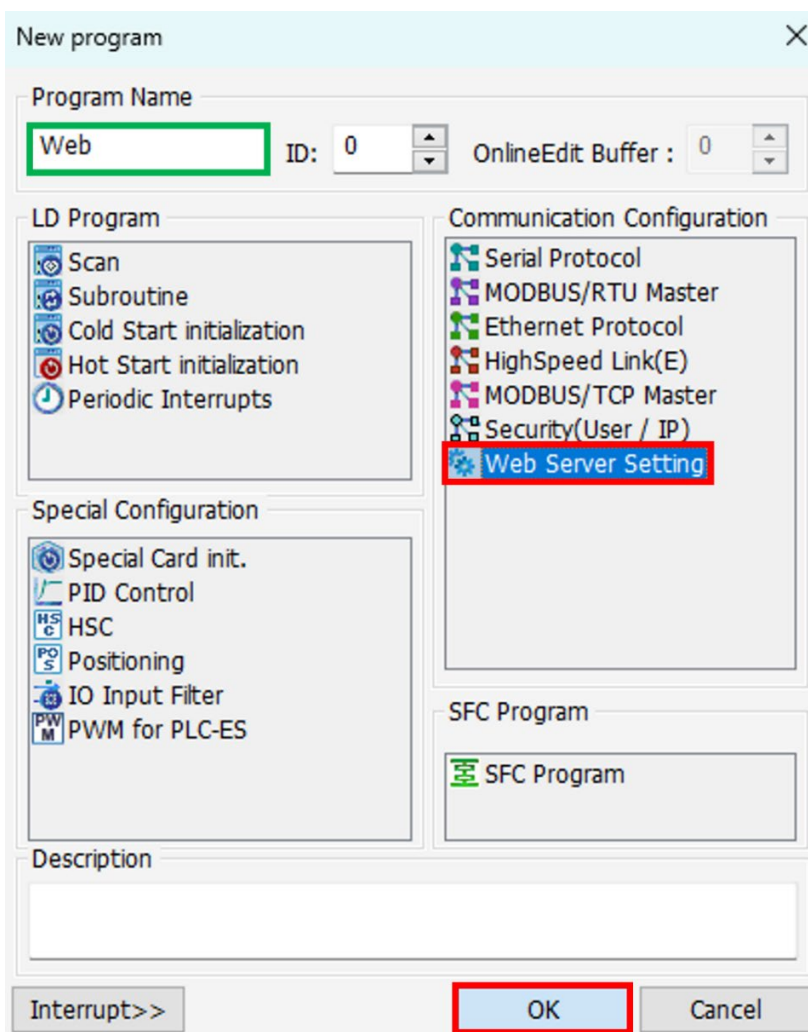 New program
Program Name
Web
ID: 0
OnlineEdit Buffer : 0
LD Program
Scan
Subroutine
Cold Start initialization
Hot Start initialization
Periodic Interrupts
Communication Configuration
Serial Protocol
MODBUS/RTU Master
Ethernet Protocol
HighSpeed Link(E)
MODBUS/TCP Master
Security(User / IP)
Web Server Setting
Special Configuration
Special Card init.
PID Control
HSC
HSC
Positioning
POS
IO Input Filter
PWM
PWM for PLC-ES
SFC Program
SFC Program
Description
Interrupt>>
OK
Cancel